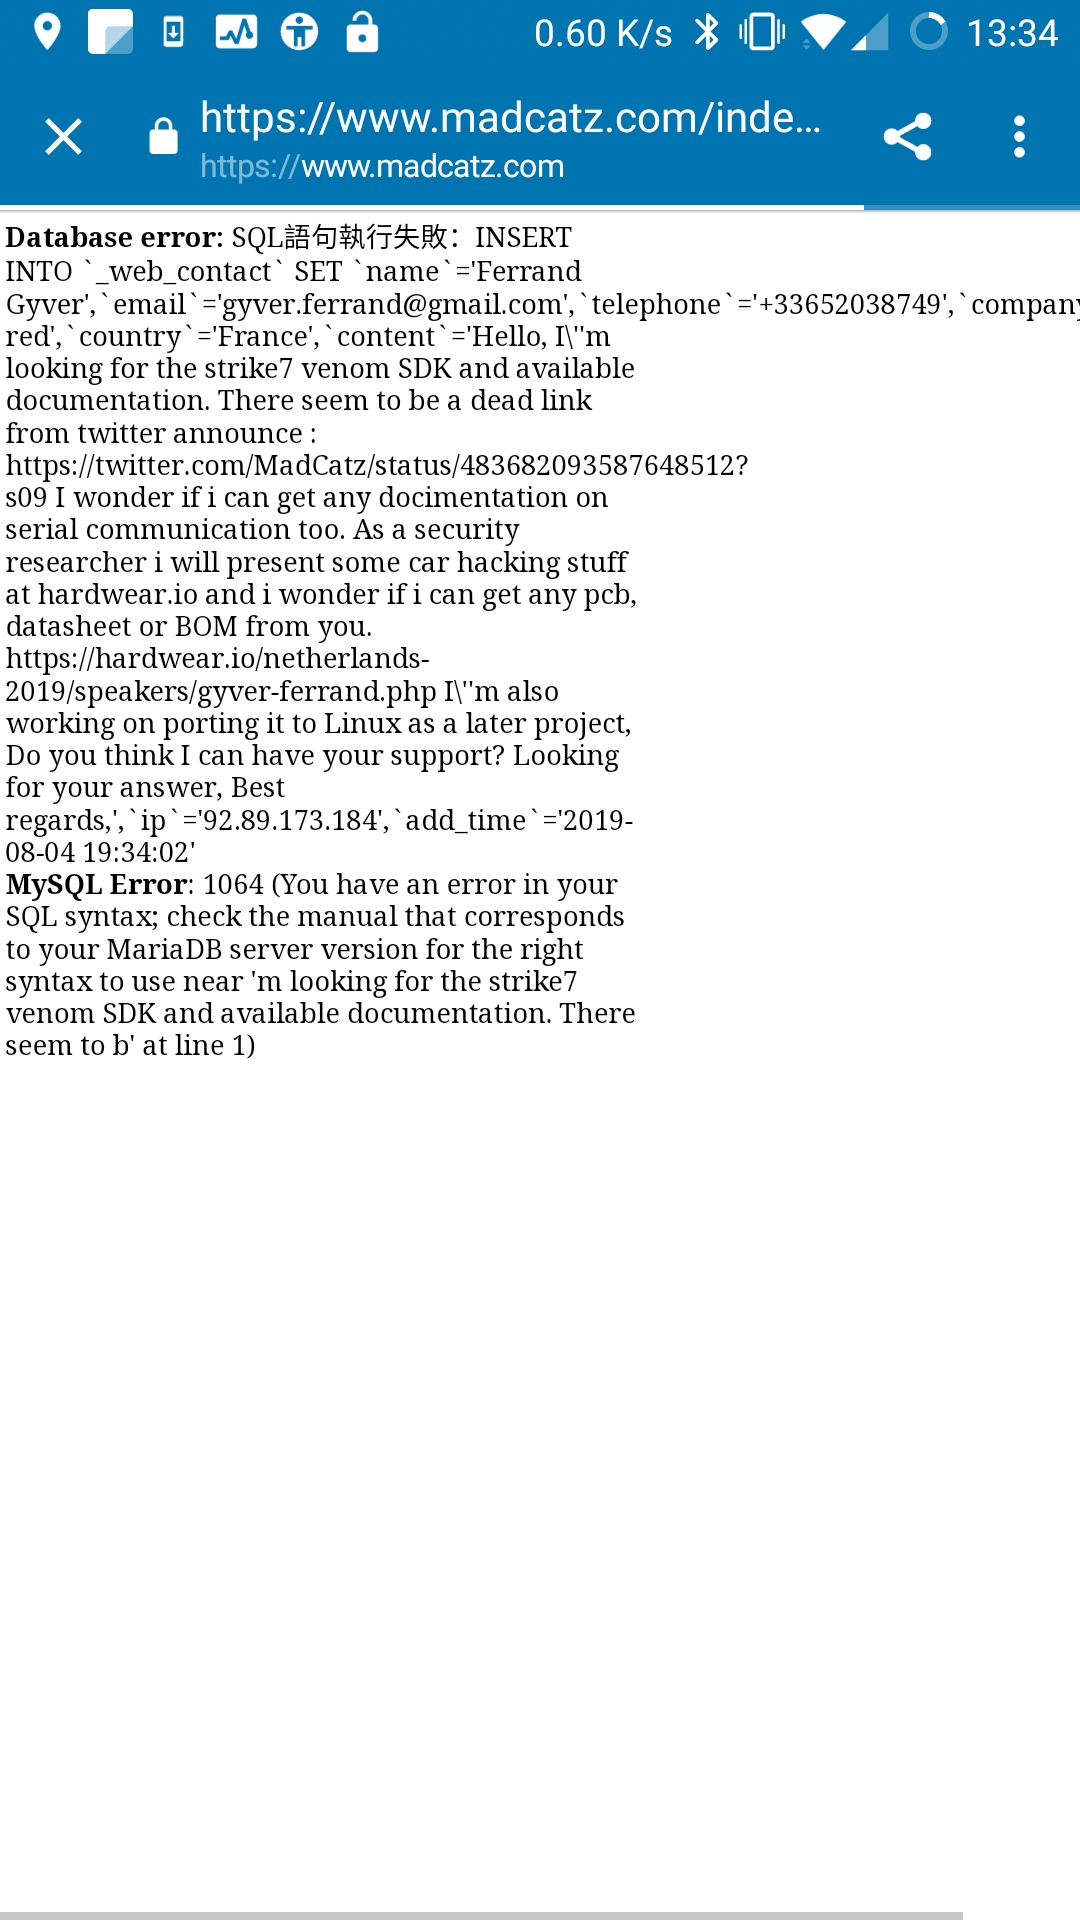 0.60 K/s 13:34
https://www.madcatz.com/inde...
https://www.madcatz.com
Database error: SQL語句執行失敗：INSERT
INTO `_web_contact` SET `name`='Ferrand
Gyver',`email`='gyver.ferrand@gmail.com',`telephone`='+33652038749',`company
red',`country`='France',`content`='Hello, I\''m
looking for the strike7 venom SDK and available
documentation. There seem to be a dead link
from twitter announce :
https://twitter.com/MadCatz/status/483682093587648512?
s09 I wonder if i can get any docimentation on
serial communication too. As a security
researcher i will present some car hacking stuff
at hardwear.io and i wonder if i can get any pcb,
datasheet or BOM from you.
https://hardwear.io/netherlands-
2019/speakers/gyver-ferrand.php I\''m also
working on porting it to Linux as a later project,
Do you think I can have your support? Looking
for your answer, Best
regards,',`ip`='92.89.173.184',`add_time`='2019-
08-04 19:34:02'
MySQL Error: 1064 (You have an error in your
SQL syntax; check the manual that corresponds
to your MariaDB server version for the right
syntax to use near 'm looking for the strike7
venom SDK and available documentation. There
seem to b' at line 1)